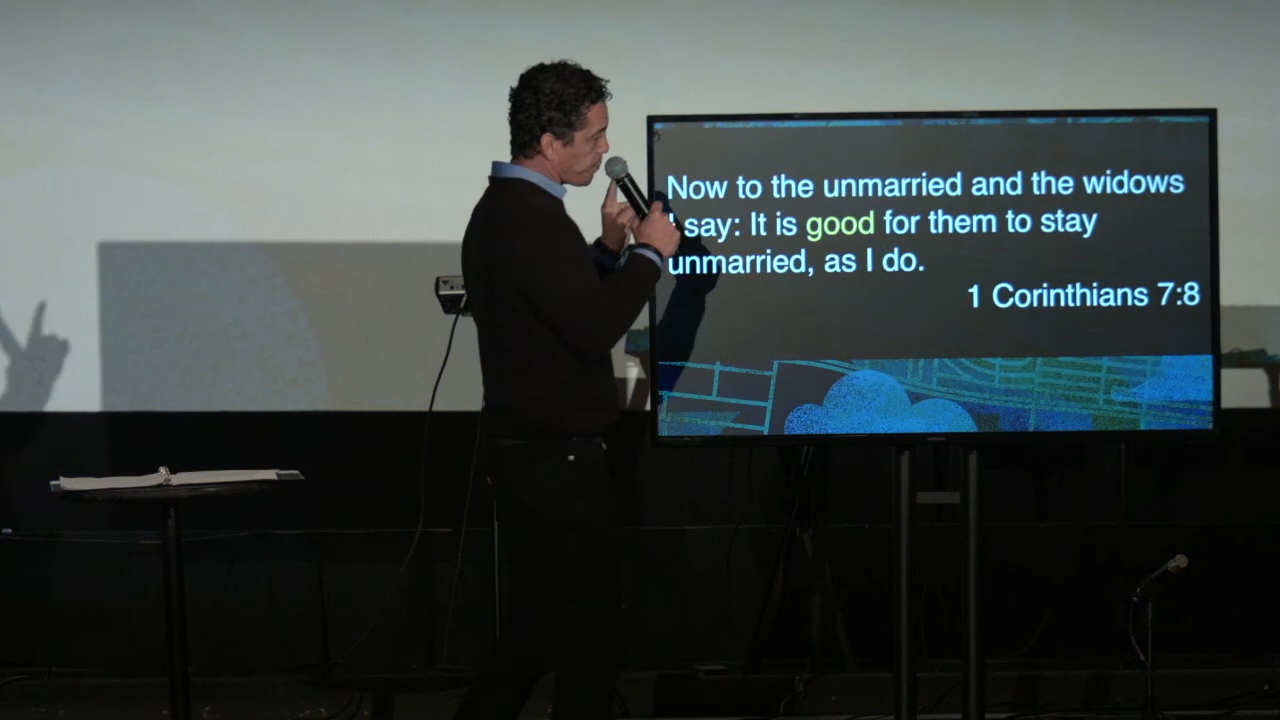 Now to the unmarried and the widows
I say: It is good for them to stay
unmarried, as I do.
1 Corinthians 7:8